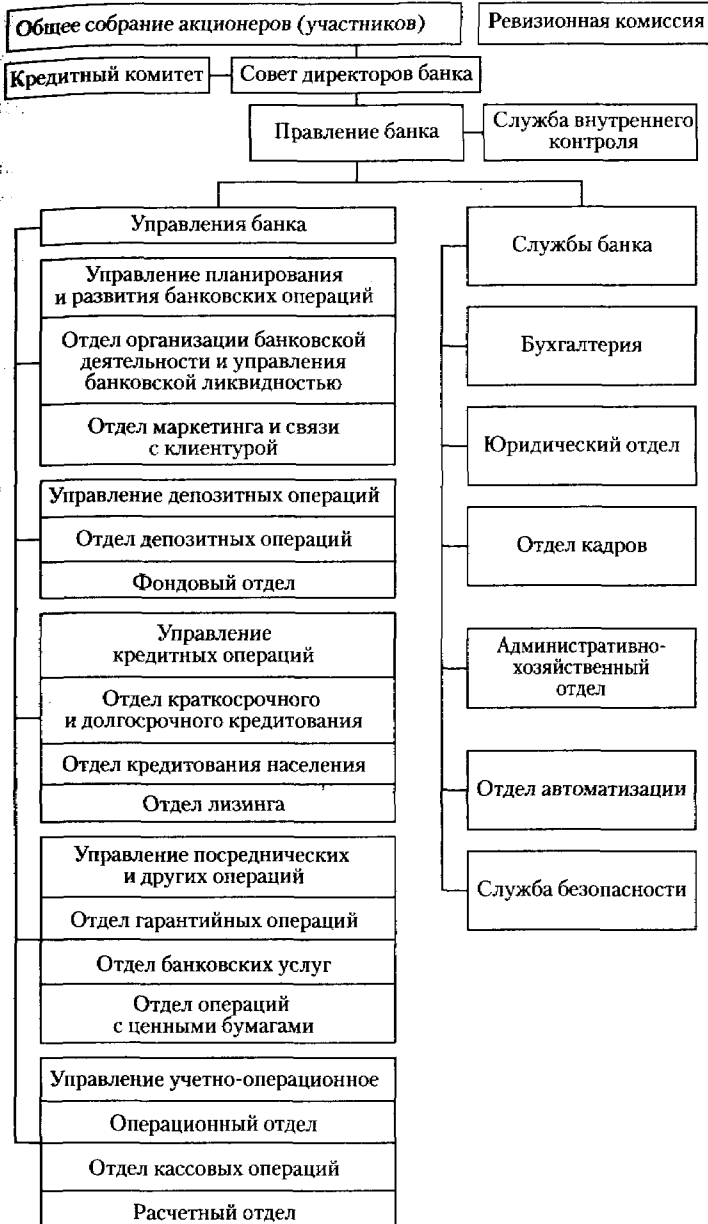 Общее собрание акционеров (участников)
Ревизионная комиссия
Кредитный комитет
Совет директоров банка
Правление банка
Служба внутреннего
контроля
Управления банка
Управление планирования
и развития банковских операций
Отдел организации банковской
деятельности и управления
банковской ликвидностью
Отдел маркетинга и связи
с клиентурой
Управление депозитных операций
Отдел депозитных операций
Фондовый отдел
Управление
кредитных операций
Отдел краткосрочного
и долгосрочного кредитования
Отдел кредитования населения
Отдел лизинга
Управление посреднических
и других операций
Отдел гарантийных операций
Отдел банковских услуг
Отдел операций
с ценными бумагами
Управление учетно-операционное
Операционный отдел
Отдел кассовых операций
Расчетный отдел
Службы банка
Бухгалтерия
Юридический отдел
Отдел кадров
Административно-
хозяйственный
отдел
Отдел автоматизации
Служба безопасности